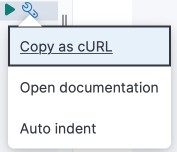 Copy as cURL
Open documentation
Auto indent